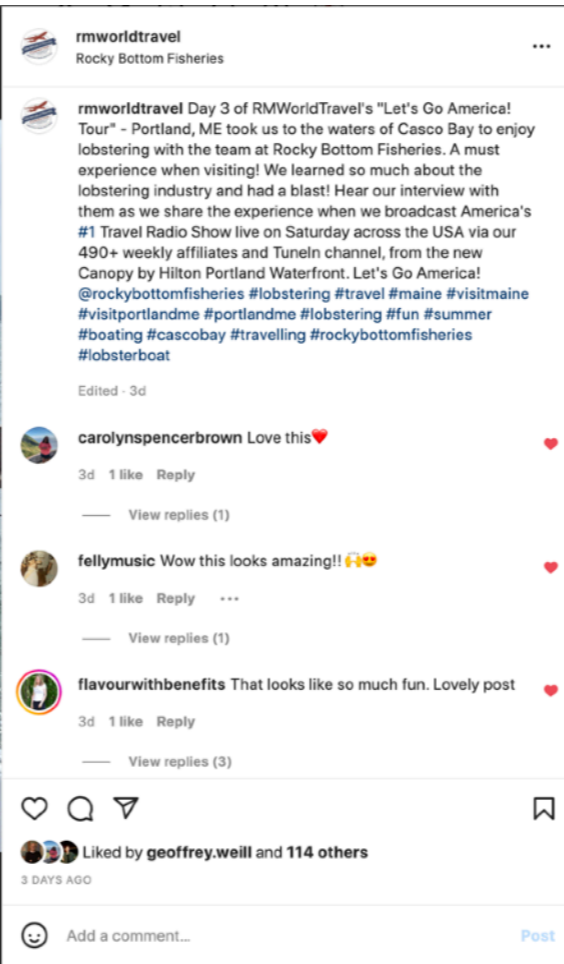 rmworldtravel
Rocky Bottom Fisheries
rmworldtravel Day 3 of RMWorldTravel's "Let's Go America!
Tour" - Portland, ME took us to the waters of Casco Bay to enjoy
lobstering with the team at Rocky Bottom Fisheries. A must
experience when visiting! We learned so much about the
lobstering industry and had a blast! Hear our interview with
them as we share the experience when we broadcast America's
#1 Travel Radio Show live on Saturday across the USA via our
490+ weekly affiliates and TuneIn channel, from the new
Canopy by Hilton Portland Waterfront. Let's Go America!
@rockybottomfisheries #lobstering #travel #maine #visitmaine
#visitportlandme #portlandme #lobstering #fun #summer
#boating #cascobay #travelling #rockybottomfisheries
#lobsterboat
Edited · 3d
carolynspencerbrown Love this❤️
3d 1 like Reply
View replies (1)
fellymusic Wow this looks amazing!! 🙌😍
3d 1 like Reply
View replies (1)
flavourwithbenefits That looks like so much fun. Lovely post
3d 1 like Reply
View replies (3)
Liked by geoffrey.weill and 114 others
3 DAYS AGO
Add a comment...
Post